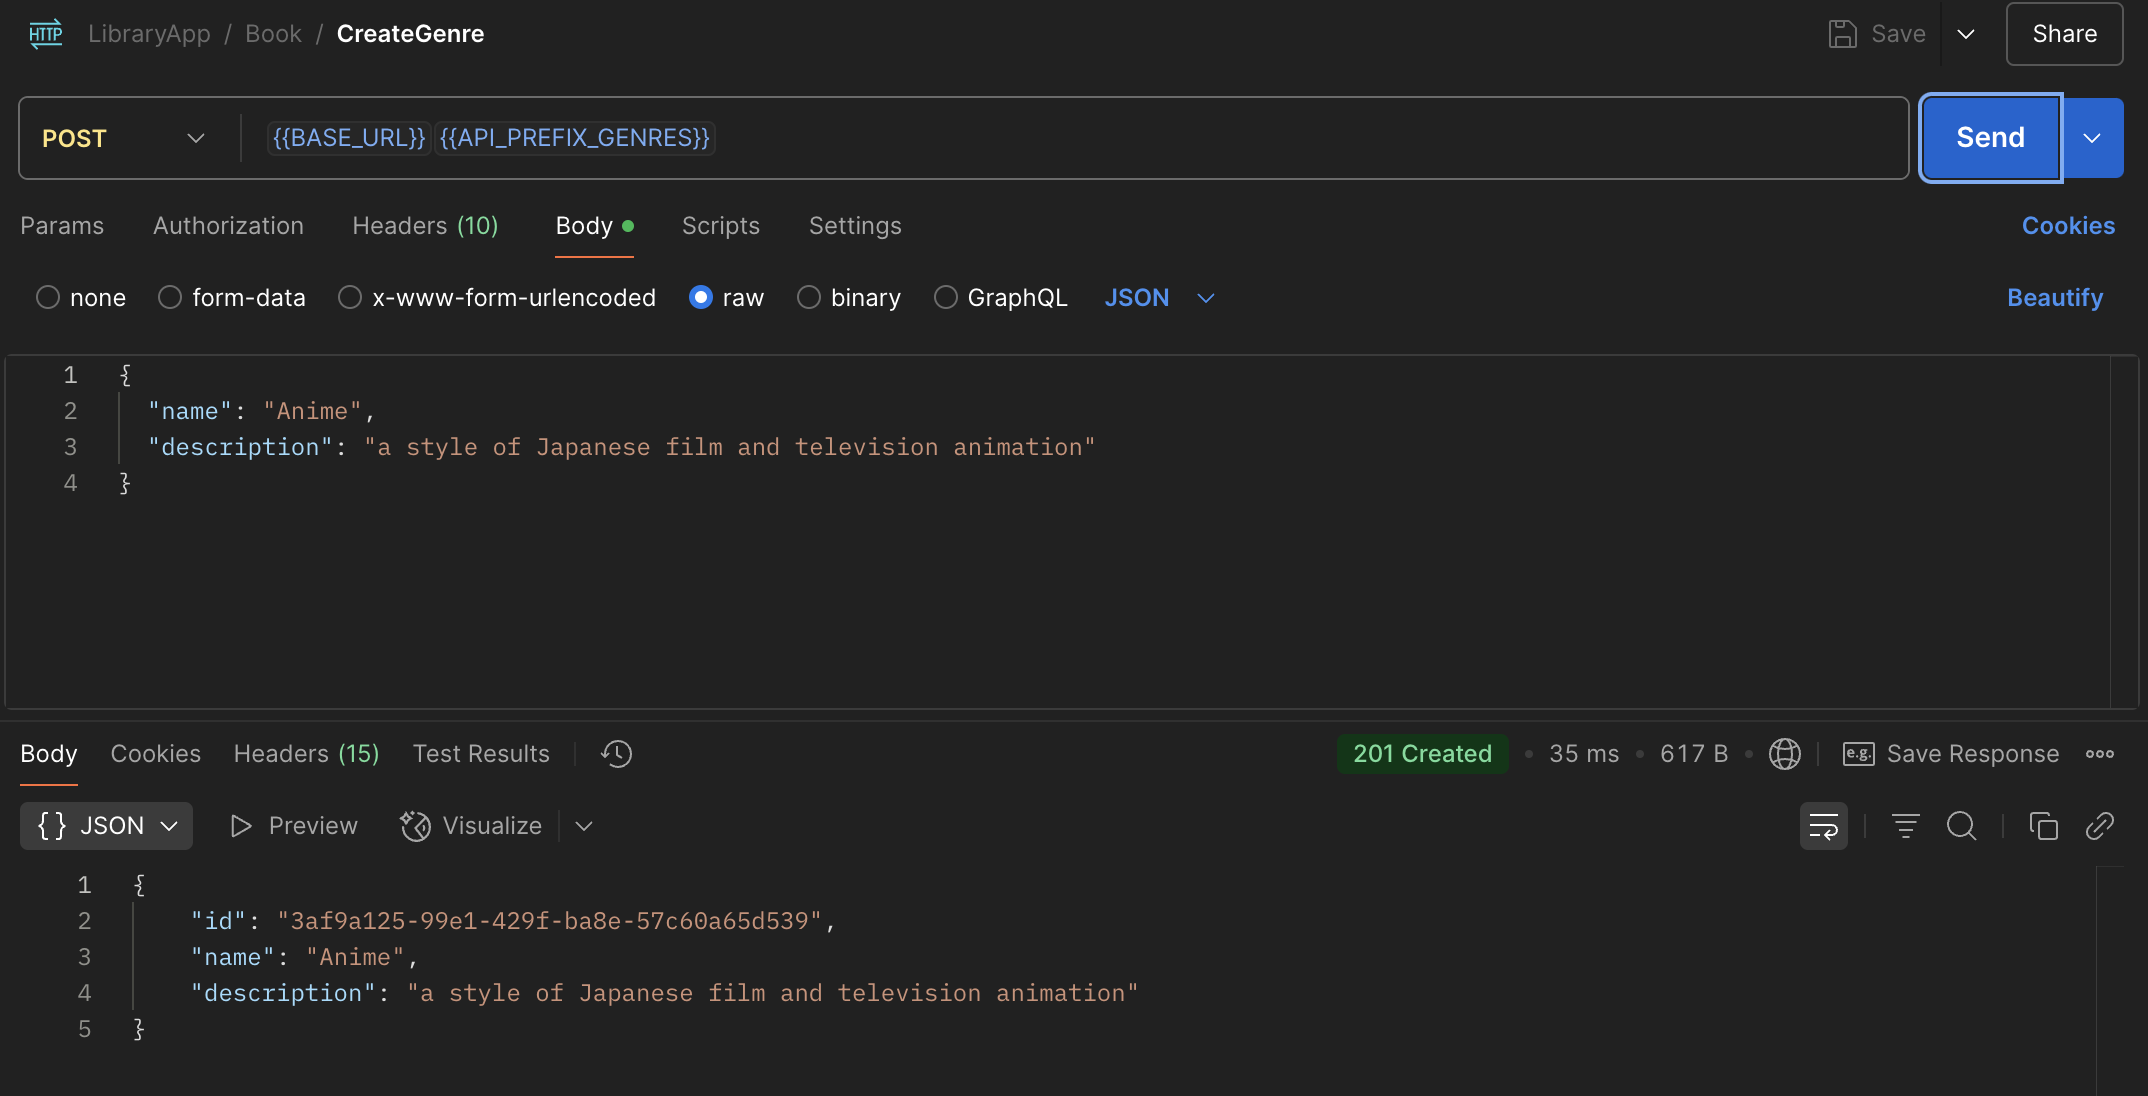 HTTP LibraryApp / Book / CreateGenre Save Share
POST {{BASE_URL}} {{API_PREFIX_GENRES}} Send
Params Authorization Headers (10) Body Scripts Settings Cookies
none form-data x-www-form-urlencoded raw binary GraphQL JSON Beautify
1 {
2 "name": "Anime",
3 "description": "a style of Japanese film and television animation"
4 }
Body Cookies Headers (15) Test Results 201 Created • 35 ms • 617 B • e.g. Save Response
{} JSON Preview Visualize
1 {
2 "id": "3af9a125-99e1-429f-ba8e-57c60a65d539",
3 "name": "Anime",
4 "description": "a style of Japanese film and television animation"
5 }